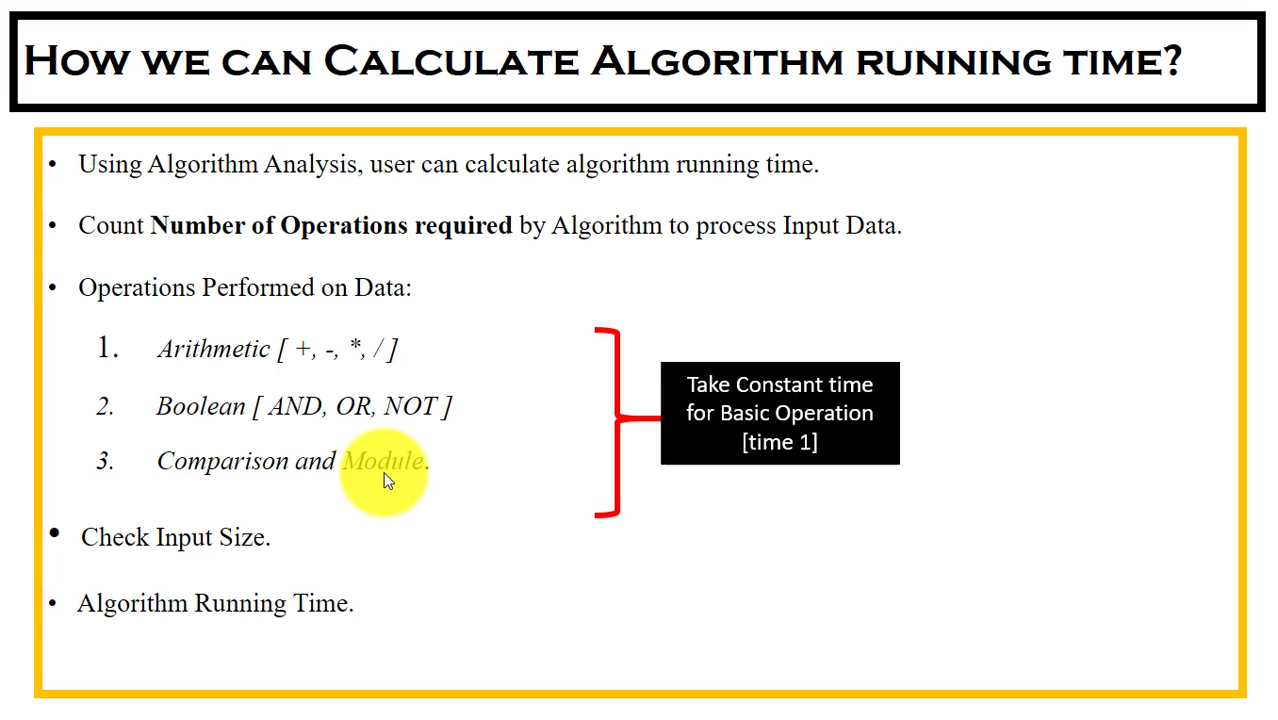 HOW WE CAN CALCULATE ALGORITHM RUNNING TIME?
• Using Algorithm Analysis, user can calculate algorithm running time.
• Count Number of Operations required by Algorithm to process Input Data.
• Operations Performed on Data:
1. Arithmetic [ +, -, *, / ]
2. Boolean [ AND, OR, NOT ]
3. Comparison and Module.
Take Constant time
for Basic Operation
[time 1]
• Check Input Size.
• Algorithm Running Time.